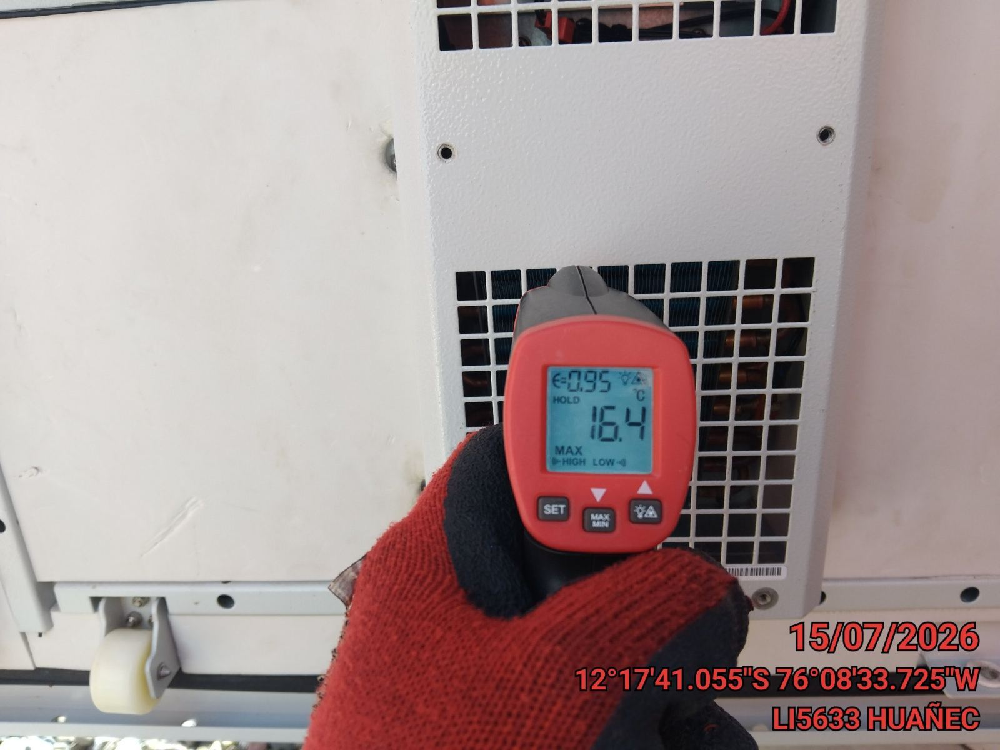 ϵ=0.95
°C
HOLD
16.4
MAX
HIGH LOW
SET
MAX
MIN
15/07/2026
12°17'41.055"S 76°08'33.725"W
LI5633 HUAÑEC